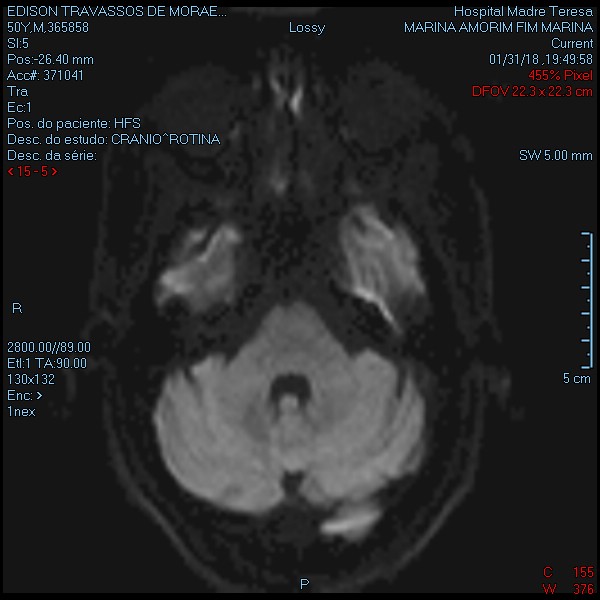 EDISON TRAVASSOS DE MORAE...
50Y,M,365858
Sl:5
Pos:-26.40 mm
Acc#: 371041
Tra
Ec:1
Pos. do paciente: HFS
Desc. do estudo: CRANIO^ROTINA
Desc. da série:
< 15 - 5 >
Lossy
Hospital Madre Teresa
MARINA AMORIM FIM MARINA
Current
01/31/18 ,19:49:58
455% Pixel
DFOV 22.3 x 22.3 cm
SW 5.00 mm
R
5 cm
2800.00//89.00
Etl:1 TA:90.00
130x132
Enc: >
1nex
P
C 155
W 376